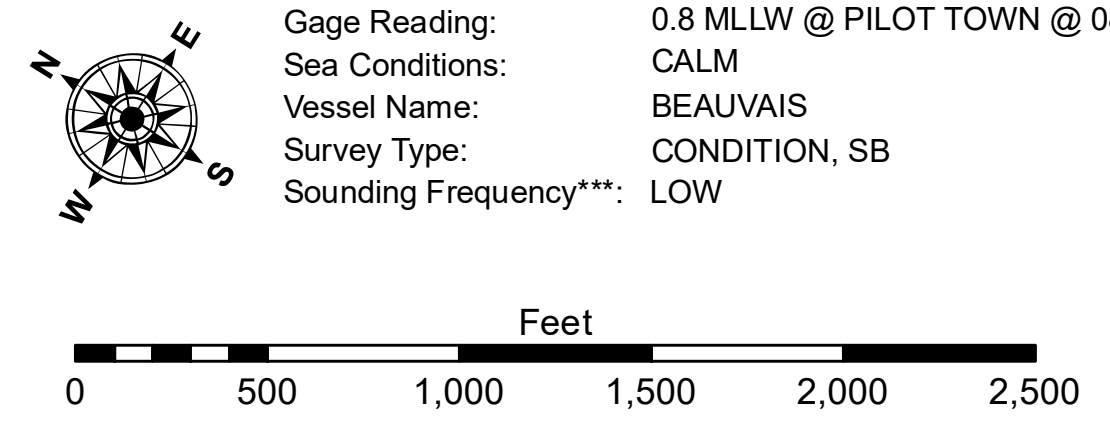 N E S W
Gage Reading: 0.8 MLLW @ PILOT TOWN @
Sea Conditions: CALM
Vessel Name: BEAUVAIS
Survey Type: CONDITION, SB
Sounding Frequency***: LOW
Feet
0 500 1,000 1,500 2,000 2,500